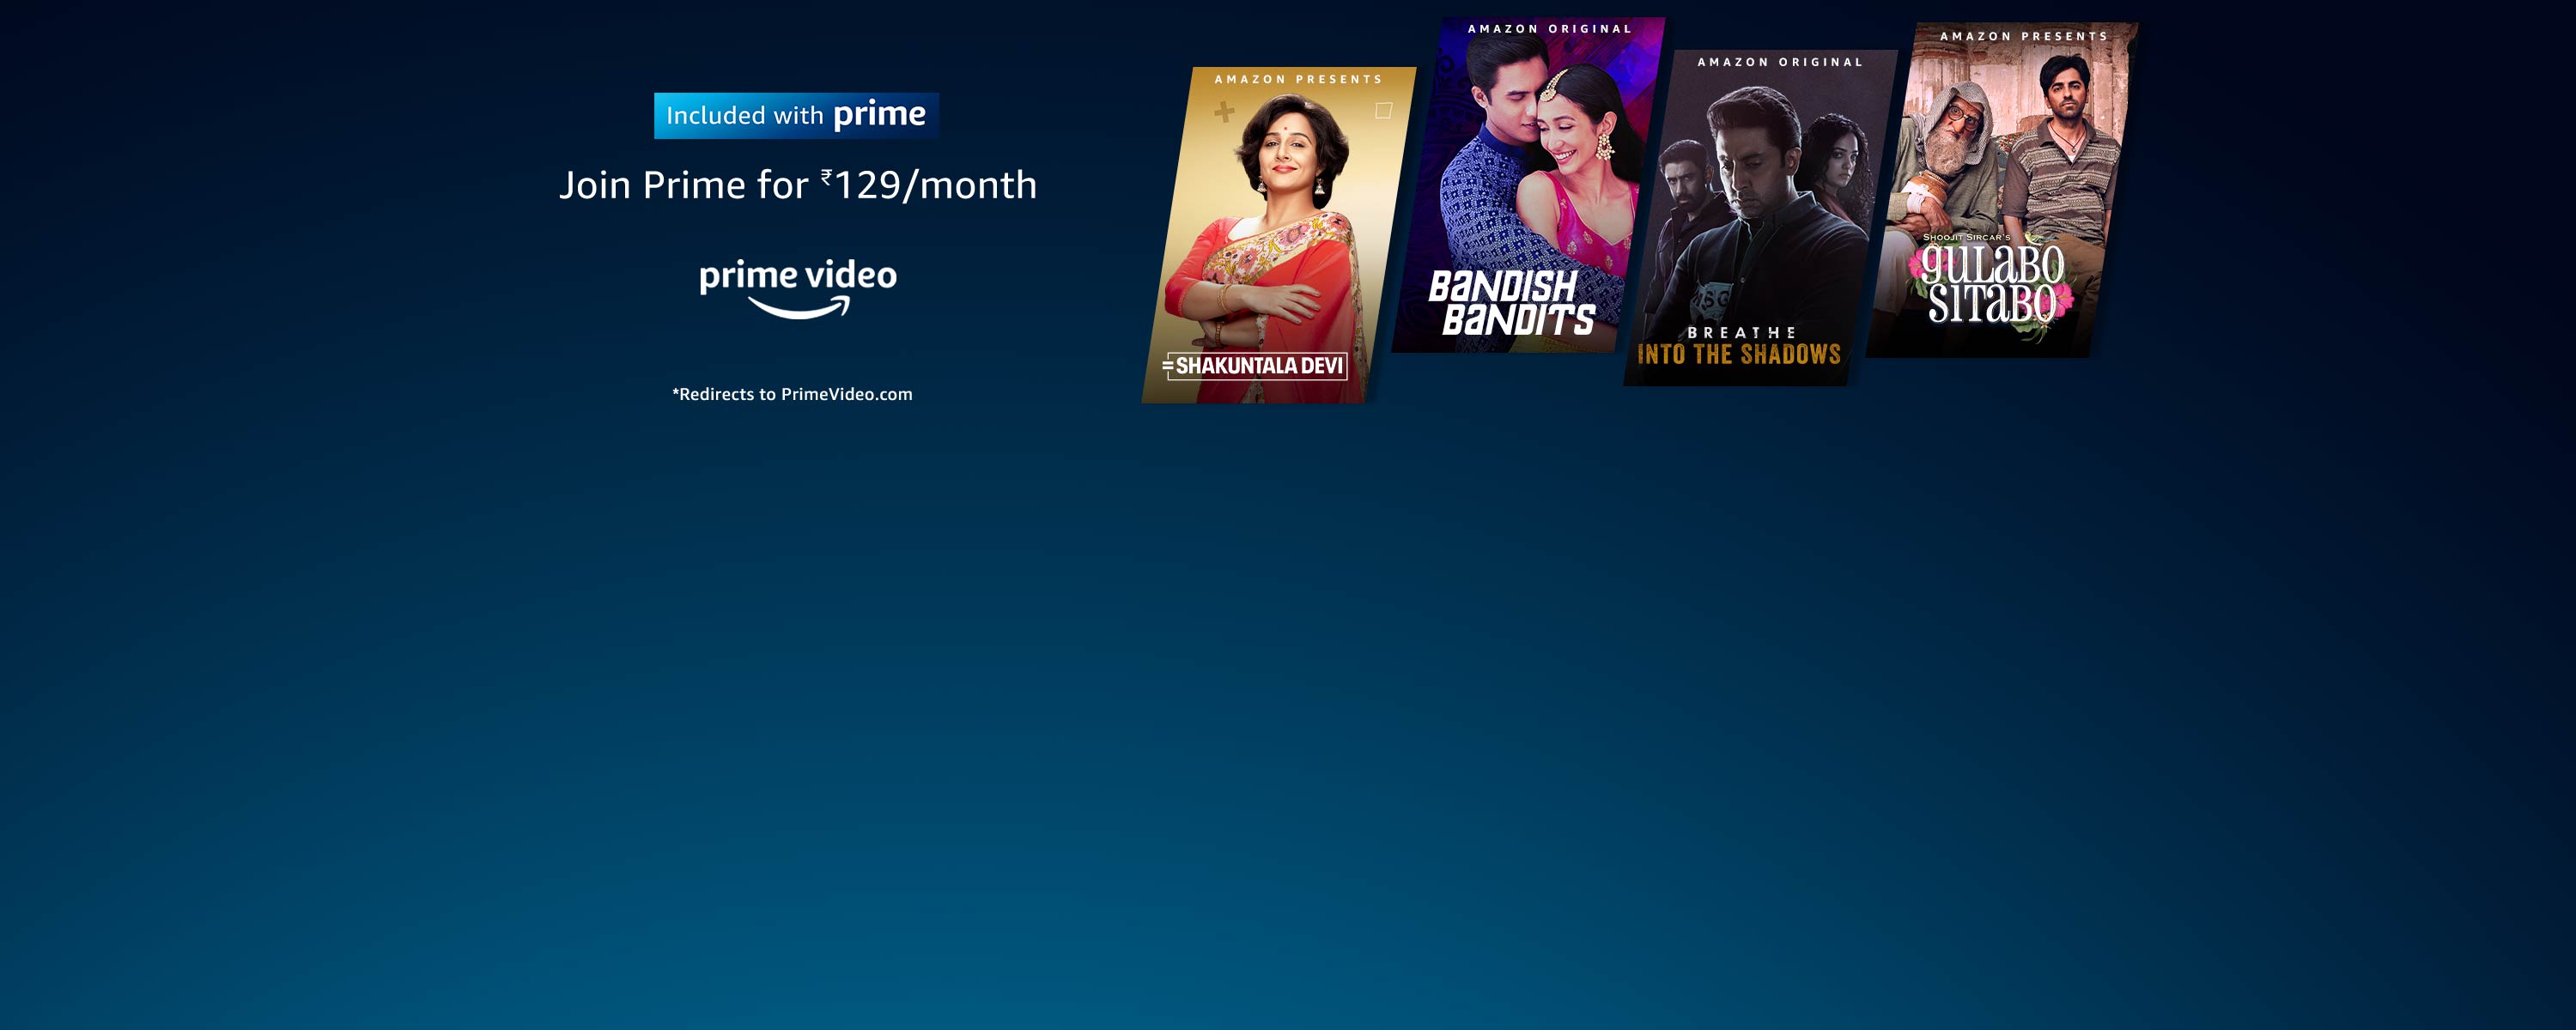 Included with prime
Join Prime for ₹129/month
prime video
*Redirects to PrimeVideo.com
AMAZON PRESENTS
=SHAKUNTALA DEVI
AMAZON ORIGINAL
BANDISH
BANDITS
AMAZON ORIGINAL
BREATHE
INTO THE SHADOWS
AMAZON PRESENTS
SHOOJIT SIRCAR'S
GULABO
SITABO